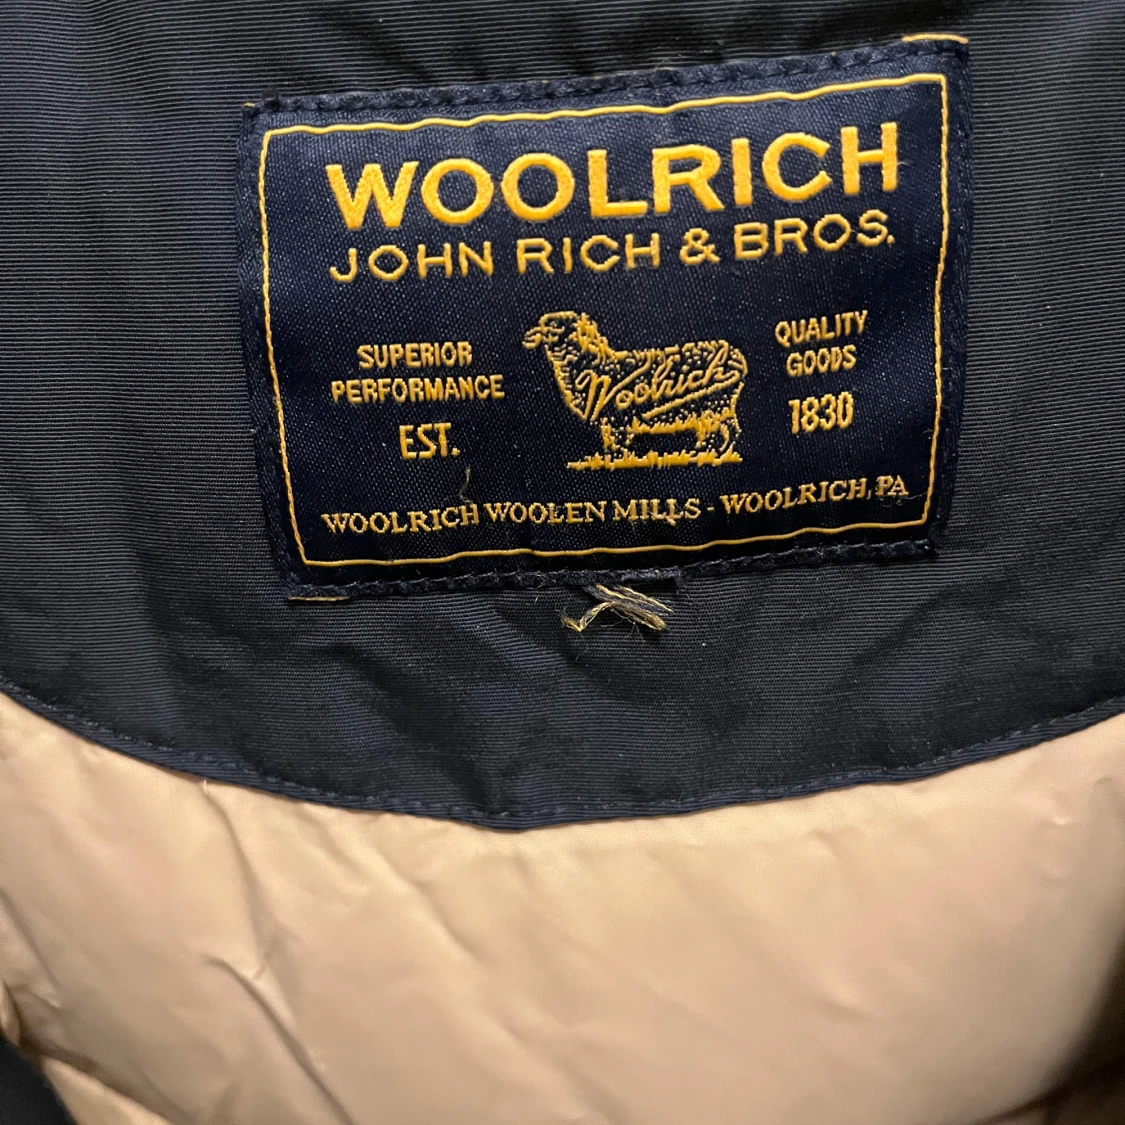 WOOLRICH
JOHN RICH & BROS.
SUPERIOR
PERFORMANCE
EST.
Woolrich
QUALITY
GOODS
1830
WOOLRICH WOOLEN MILLS - WOOLRICH, PA